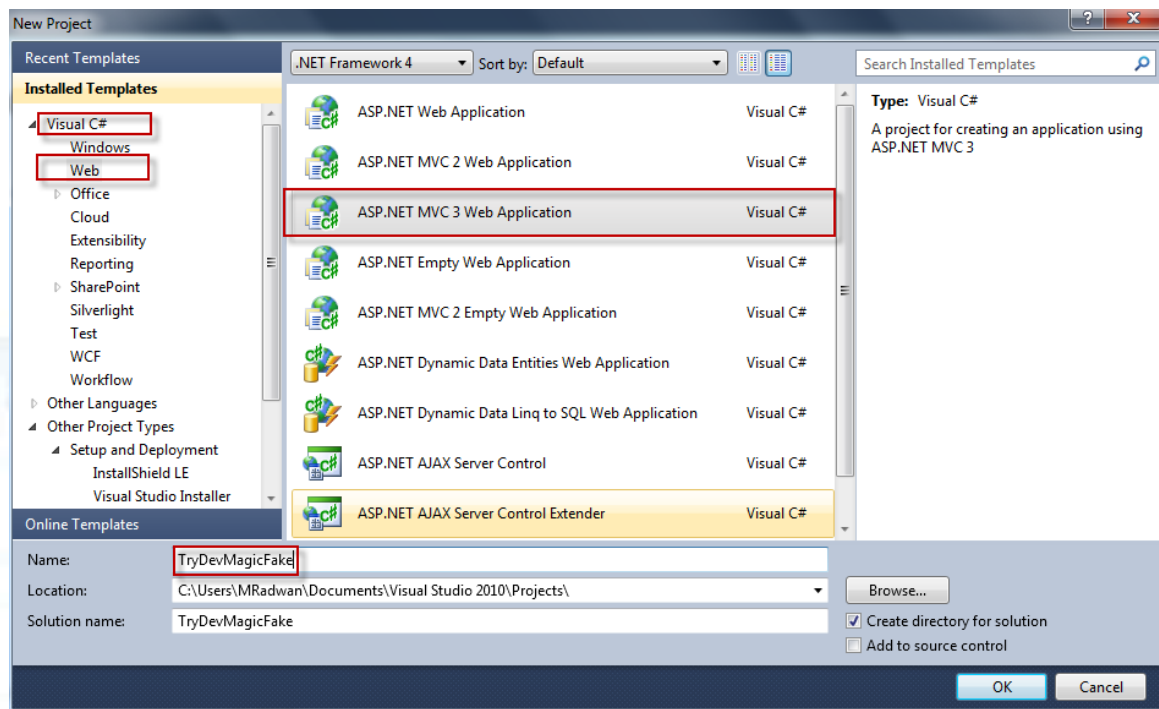 New Project
Recent Templates
Installed Templates
Visual C#
Windows
Web
Office
Cloud
Extensibility
Reporting
SharePoint
Silverlight
Test
WCF
Workflow
Other Languages
Other Project Types
Setup and Deployment
InstallShield LE
Visual Studio Installer
Online Templates
.NET Framework 4 Sort by: Default
ASP.NET Web Application Visual C#
ASP.NET MVC 2 Web Application Visual C#
ASP.NET MVC 3 Web Application Visual C#
ASP.NET Empty Web Application Visual C#
ASP.NET MVC 2 Empty Web Application Visual C#
ASP.NET Dynamic Data Entities Web Application Visual C#
ASP.NET Dynamic Data Linq to SQL Web Application Visual C#
ASP.NET AJAX Server Control Visual C#
ASP.NET AJAX Server Control Extender Visual C#
Search Installed Templates
Type: Visual C#
A project for creating an application using
ASP.NET MVC 3
Name: TryDevMagicFake
Location: C:\Users\MRadwan\Documents\Visual Studio 2010\Projects\ Browse...
Solution name: TryDevMagicFake
Create directory for solution
Add to source control
OK Cancel